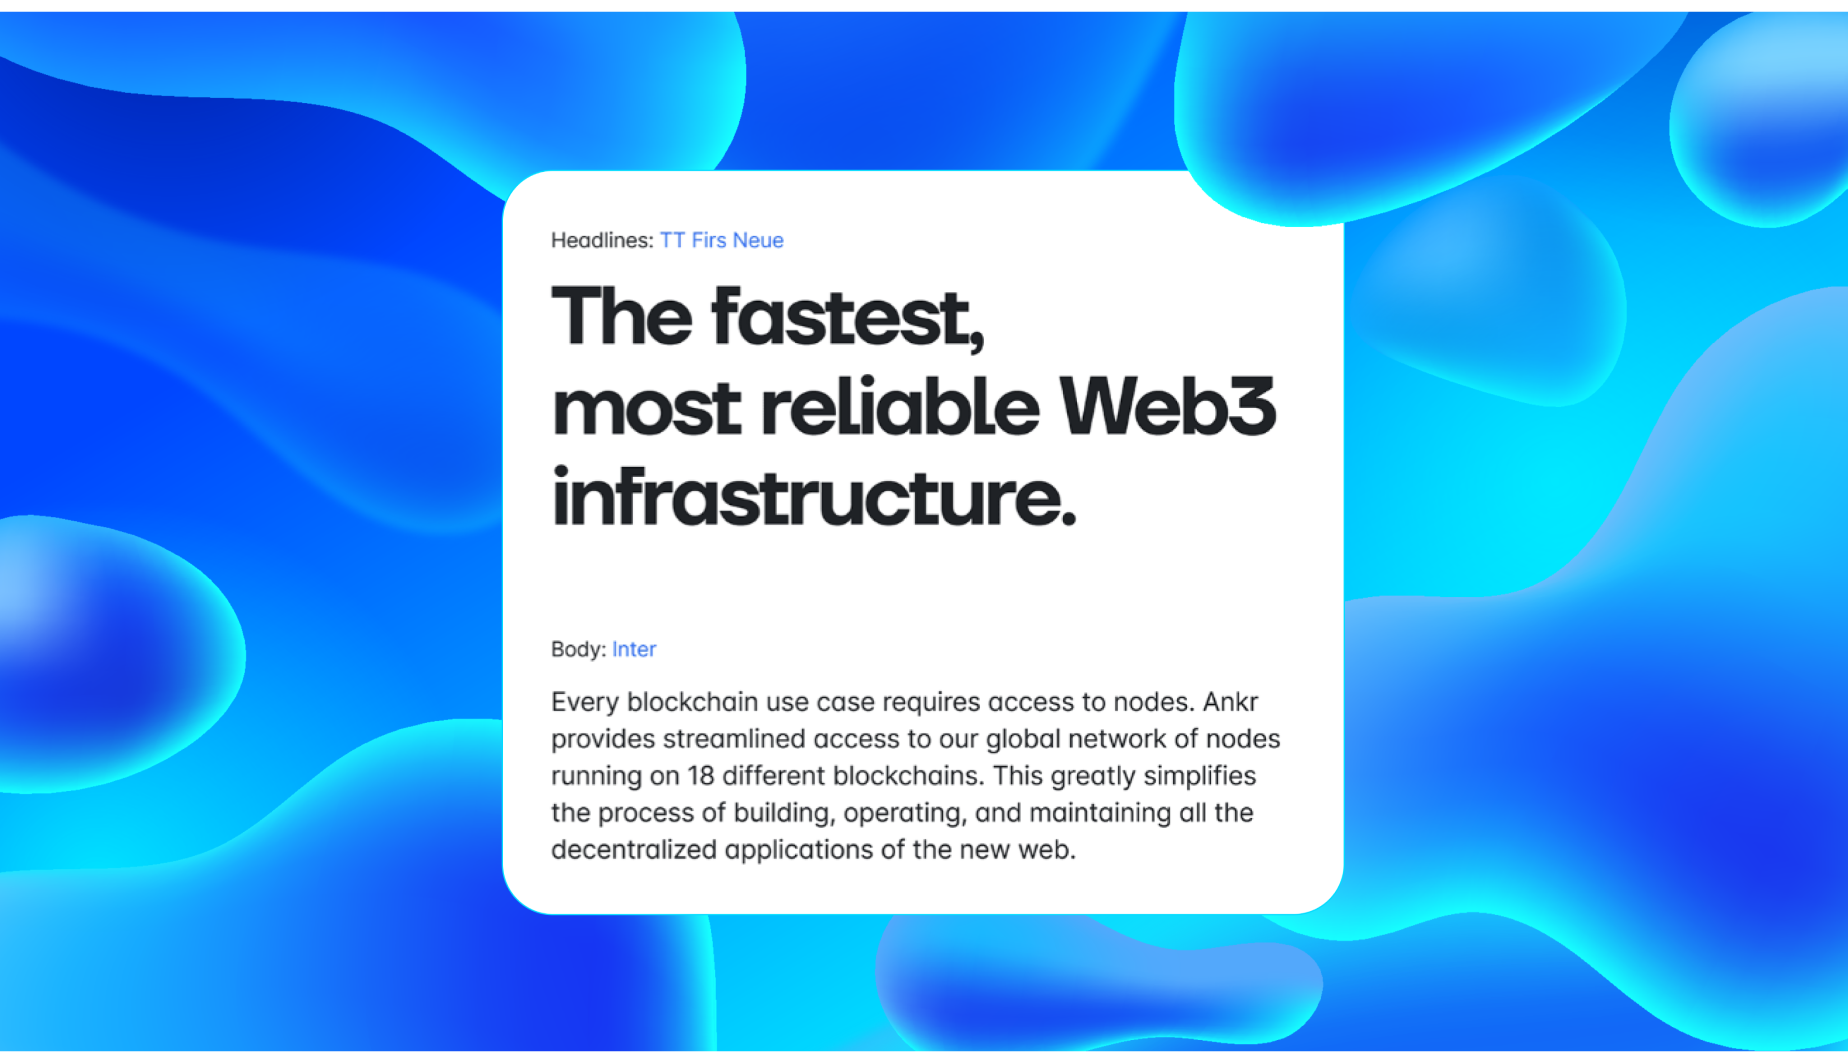 Headlines: TT Firs Neue
The fastest,
most reliable Web3
infrastructure.
Body: Inter
Every blockchain use case requires access to nodes. Ankr
provides streamlined access to our global network of nodes
running on 18 different blockchains. This greatly simplifies
the process of building, operating, and maintaining all the
decentralized applications of the new web.